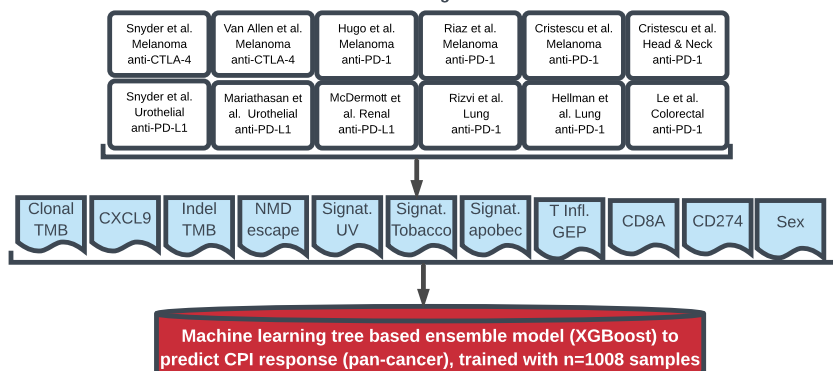 Snyder et al.
Melanoma
anti-CTLA-4
Van Allen et al.
Melanoma
anti-CTLA-4
Hugo et al.
Melanoma
anti-PD-1
Riaz et al.
Melanoma
anti-PD-1
Cristescu et al.
Melanoma
anti-PD-1
Cristescu et al.
Head & Neck
anti-PD-1
Snyder et al.
Urothelial
anti-PD-L1
Mariathasan et
al. Urothelial
anti-PD-L1
McDermott et
al. Renal
anti-PD-L1
Rizvi et al.
Lung
anti-PD-1
Hellman et
al. Lung
anti-PD-1
Le et al.
Colorectal
anti-PD-1
Clonal
TMB
CXCL9
Indel
TMB
NMD
escape
Signat.
UV
Signat.
Tobacco
Signat.
apobec
T Infl.
GEP
CD8A
CD274
Sex
Machine learning tree based ensemble model (XGBoost) to
predict CPI response (pan-cancer), trained with n=1008 samples